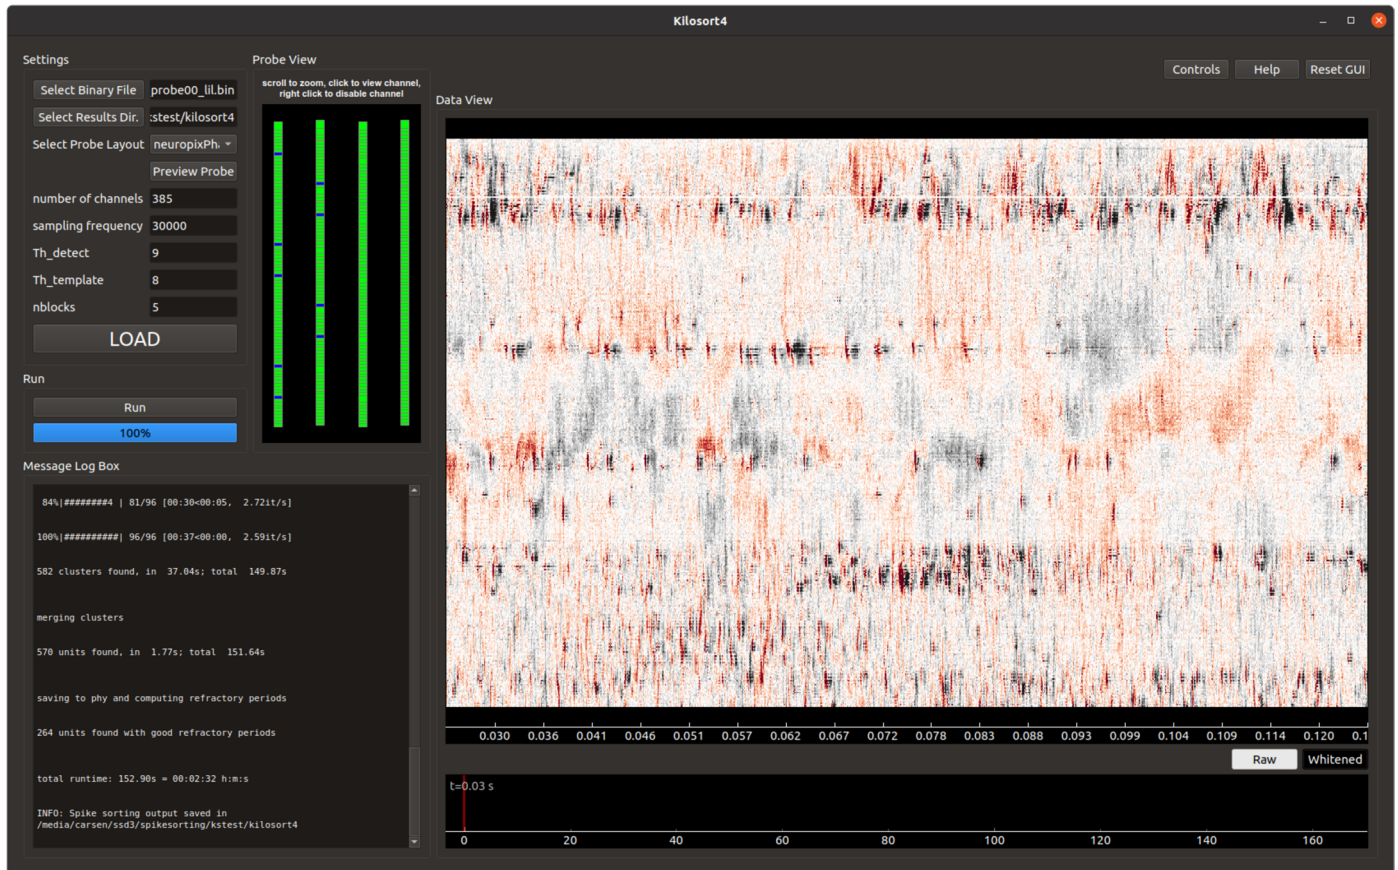 Kilosort4
Settings
Select Binary File probe00_lil.bin
Select Results Dir. kstest/kilosort4
Select Probe Layout neuropixPh
Preview Probe
number of channels 385
sampling frequency 30000
Th_detect 9
Th_template 8
nblocks 5
LOAD
Run
Run
100%
Message Log Box
84%|########4 | 81/96 [00:30<00:05, 2.72it/s]
100%|##########| 96/96 [00:37<00:00, 2.59it/s]
582 clusters found, in 37.04s; total 149.87s
merging clusters
570 units found, in 1.77s; total 151.64s
saving to phy and computing refractory periods
264 units found with good refractory periods
total runtime: 152.90s = 00:02:32 h:m:s
INFO: Spike sorting output saved in
/media/carsen/ssd3/spikesorting/kstest/kilosort4
Probe View
scroll to zoom, click to view channel,
right click to disable channel
Controls Help Reset GUI
Data View
0.030 0.036 0.041 0.046 0.051 0.057 0.062 0.067 0.072 0.078 0.083 0.088 0.093 0.099 0.104 0.109 0.114 0.120 0.1
Raw Whitened
t=0.03 s
0 20 40 60 80 100 120 140 160